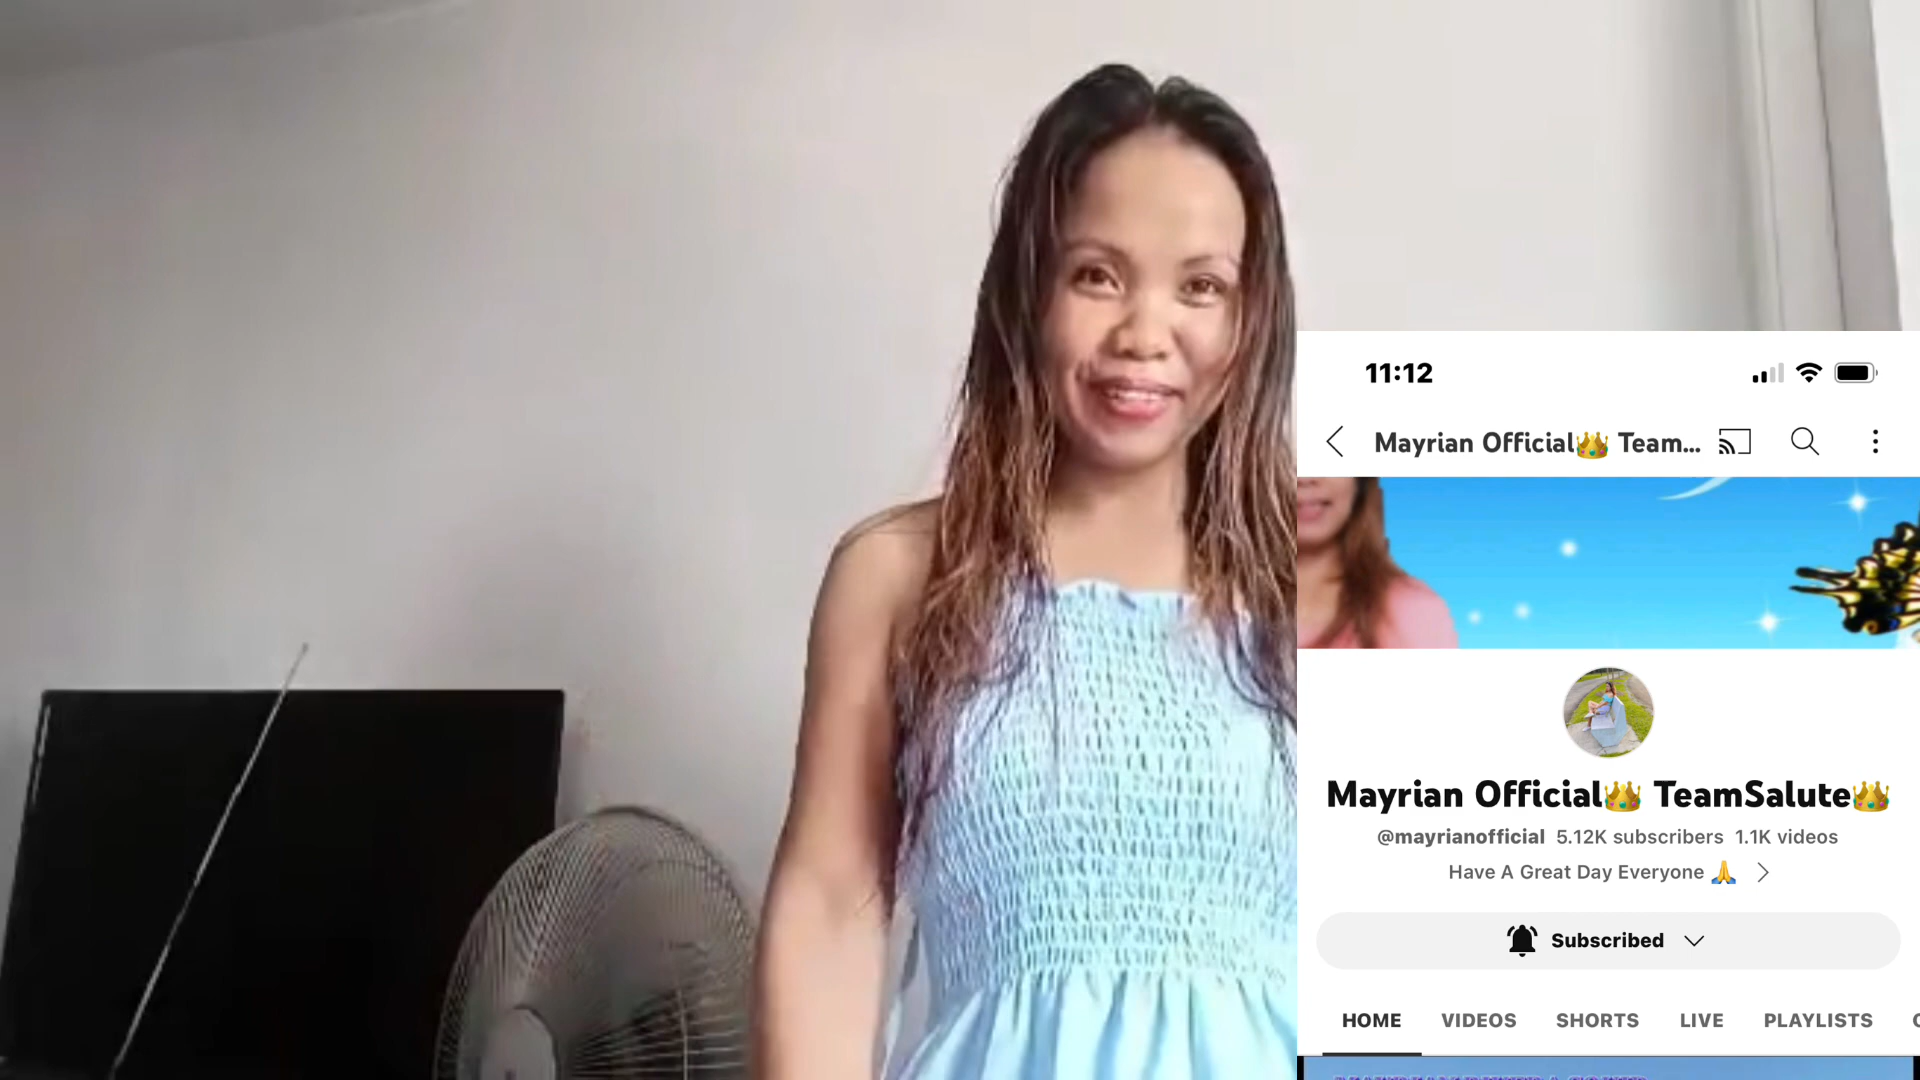 11:12
Mayrian Official👑 Team...
Mayrian Official👑 TeamSalute👑
@mayrianofficial 5.12K subscribers 1.1K videos
Have A Great Day Everyone 🙏
Subscribed
HOME VIDEOS SHORTS LIVE PLAYLISTS